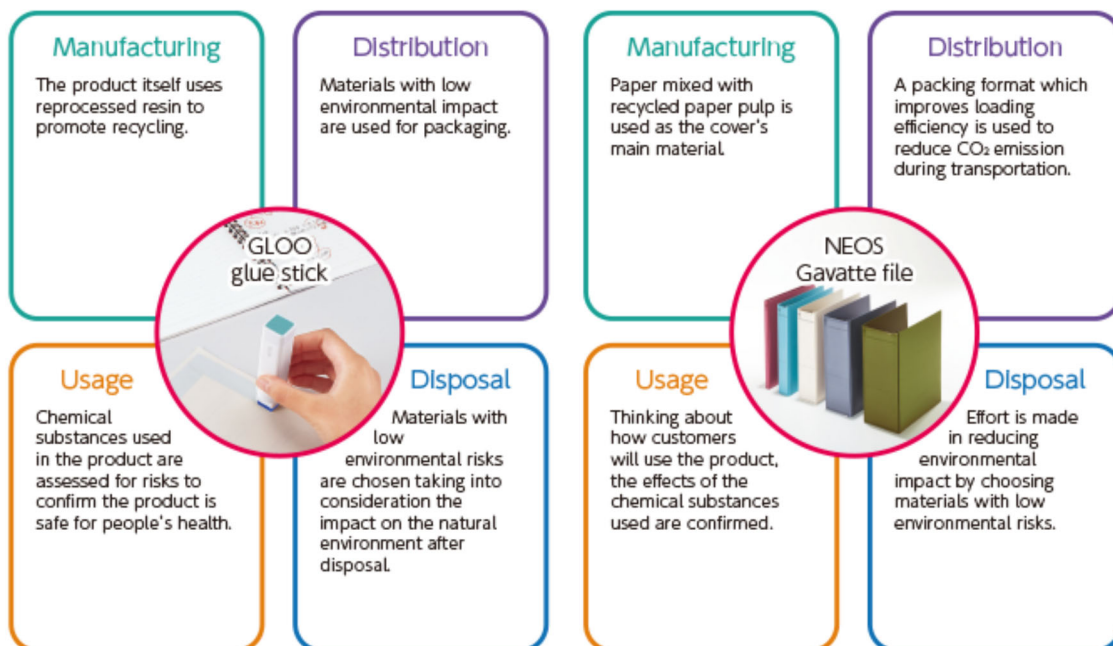 Manufacturing
The product itself uses
reprocessed resin to
promote recycling.
Distribution
Materials with low
environmental impact
are used for packaging.
GLOO
glue stick
Usage
Chemical
substances used
in the product are
assessed for risks to
confirm the product is
safe for people's health.
Disposal
Materials with
low
environmental risks
are chosen taking into
consideration the
impact on the natural
environment after
disposal.
Manufacturing
Paper mixed with
recycled paper pulp is
used as the cover's
main material.
Distribution
A packing format which
improves loading
efficiency is used to
reduce CO₂ emission
during transportation.
NEOS
Gavatte file
Usage
Thinking about
how customers
will use the product,
the effects of the
chemical substances
used are confirmed.
Disposal
Effort is made
in reducing
environmental
impact by choosing
materials with low
environmental risks.